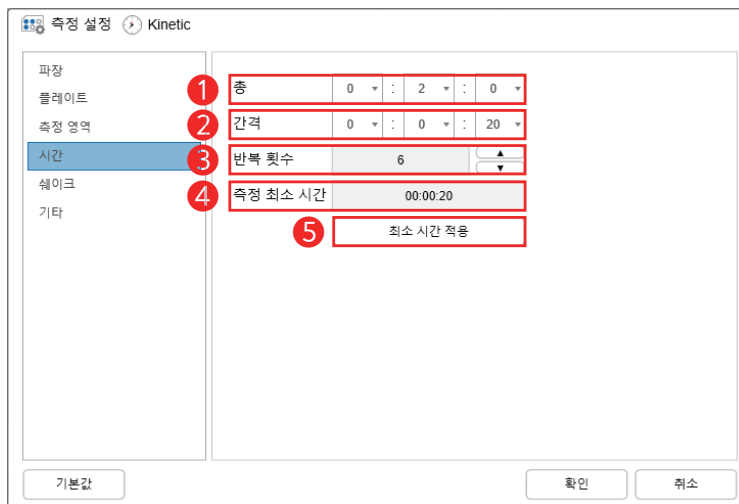 측정 설정 Kinetic
파장
플레이트
측정 영역
시간
쉐이크
기타
1 총 0 : 2 : 0
2 간격 0 : 0 : 20
3 반복 횟수 6
4 측정 최소 시간 00:00:20
5 최소 시간 적용
기본값 확인 취소